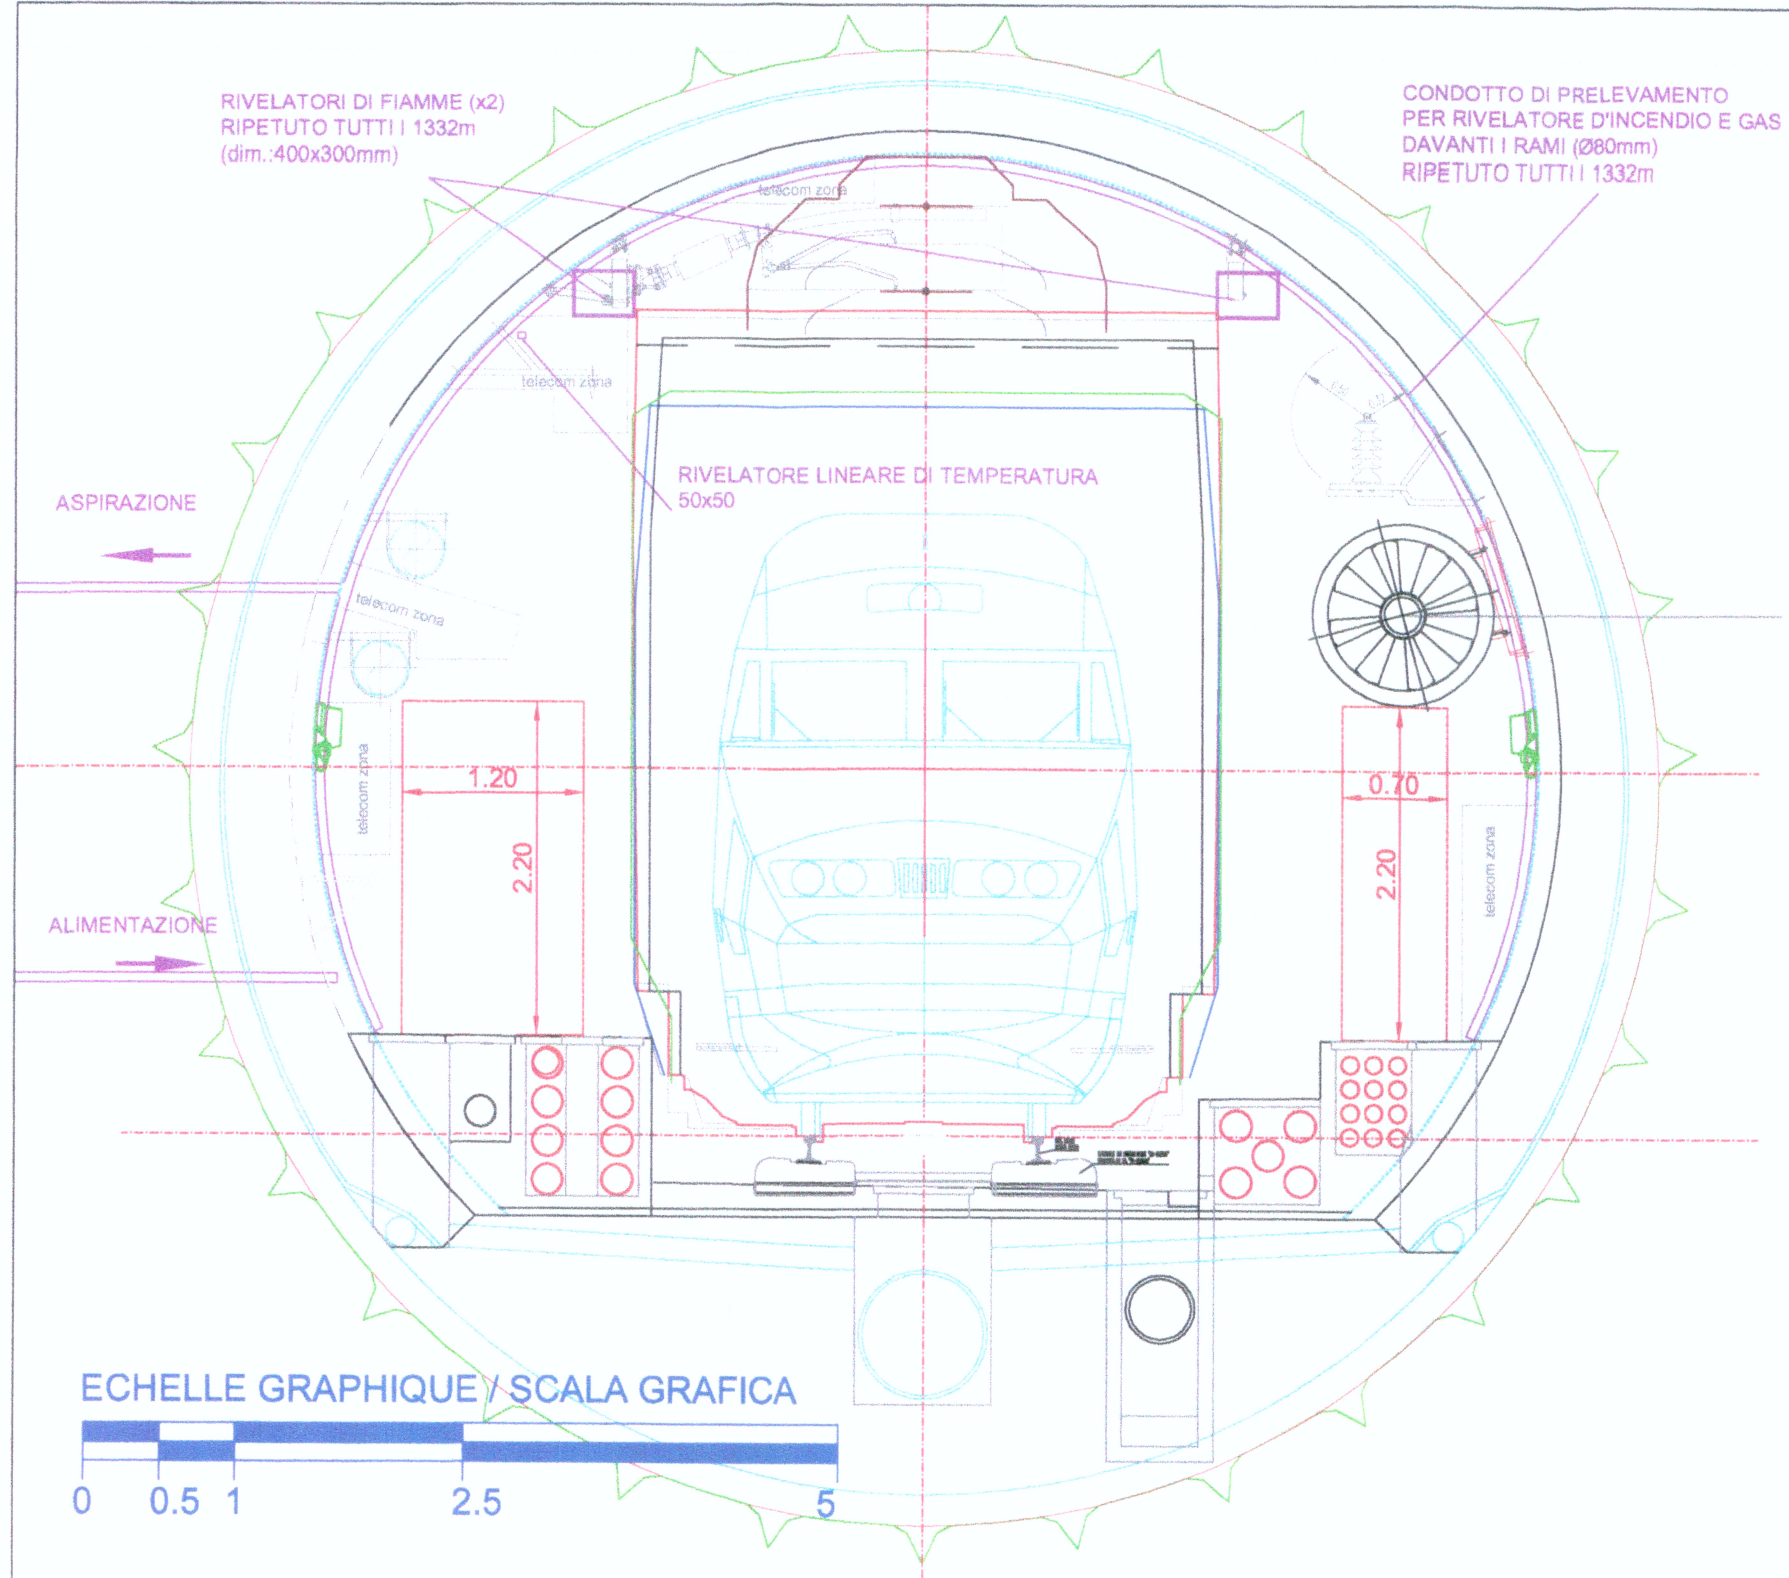 RIVELATORI DI FIAMME (x2)
RIPETUTO TUTTI I 1332m
(dim.:400x300mm)
CONDOTTO DI PRELEVAMENTO
PER RIVELATORE D'INCENDIO E GAS
DAVANTI I RAMI (Ø80mm)
RIPETUTO TUTTI I 1332m
telecom zona
telecom zona
RIVELATORE LINEARE DI TEMPERATURA
50x50
ASPIRAZIONE
telecom zona
telecom zona
1.20
2.20
0.70
2.20
telecom zona
ALIMENTAZIONE
ECHELLE GRAPHIQUE / SCALA GRAFICA
0 0.5 1 2.5 5